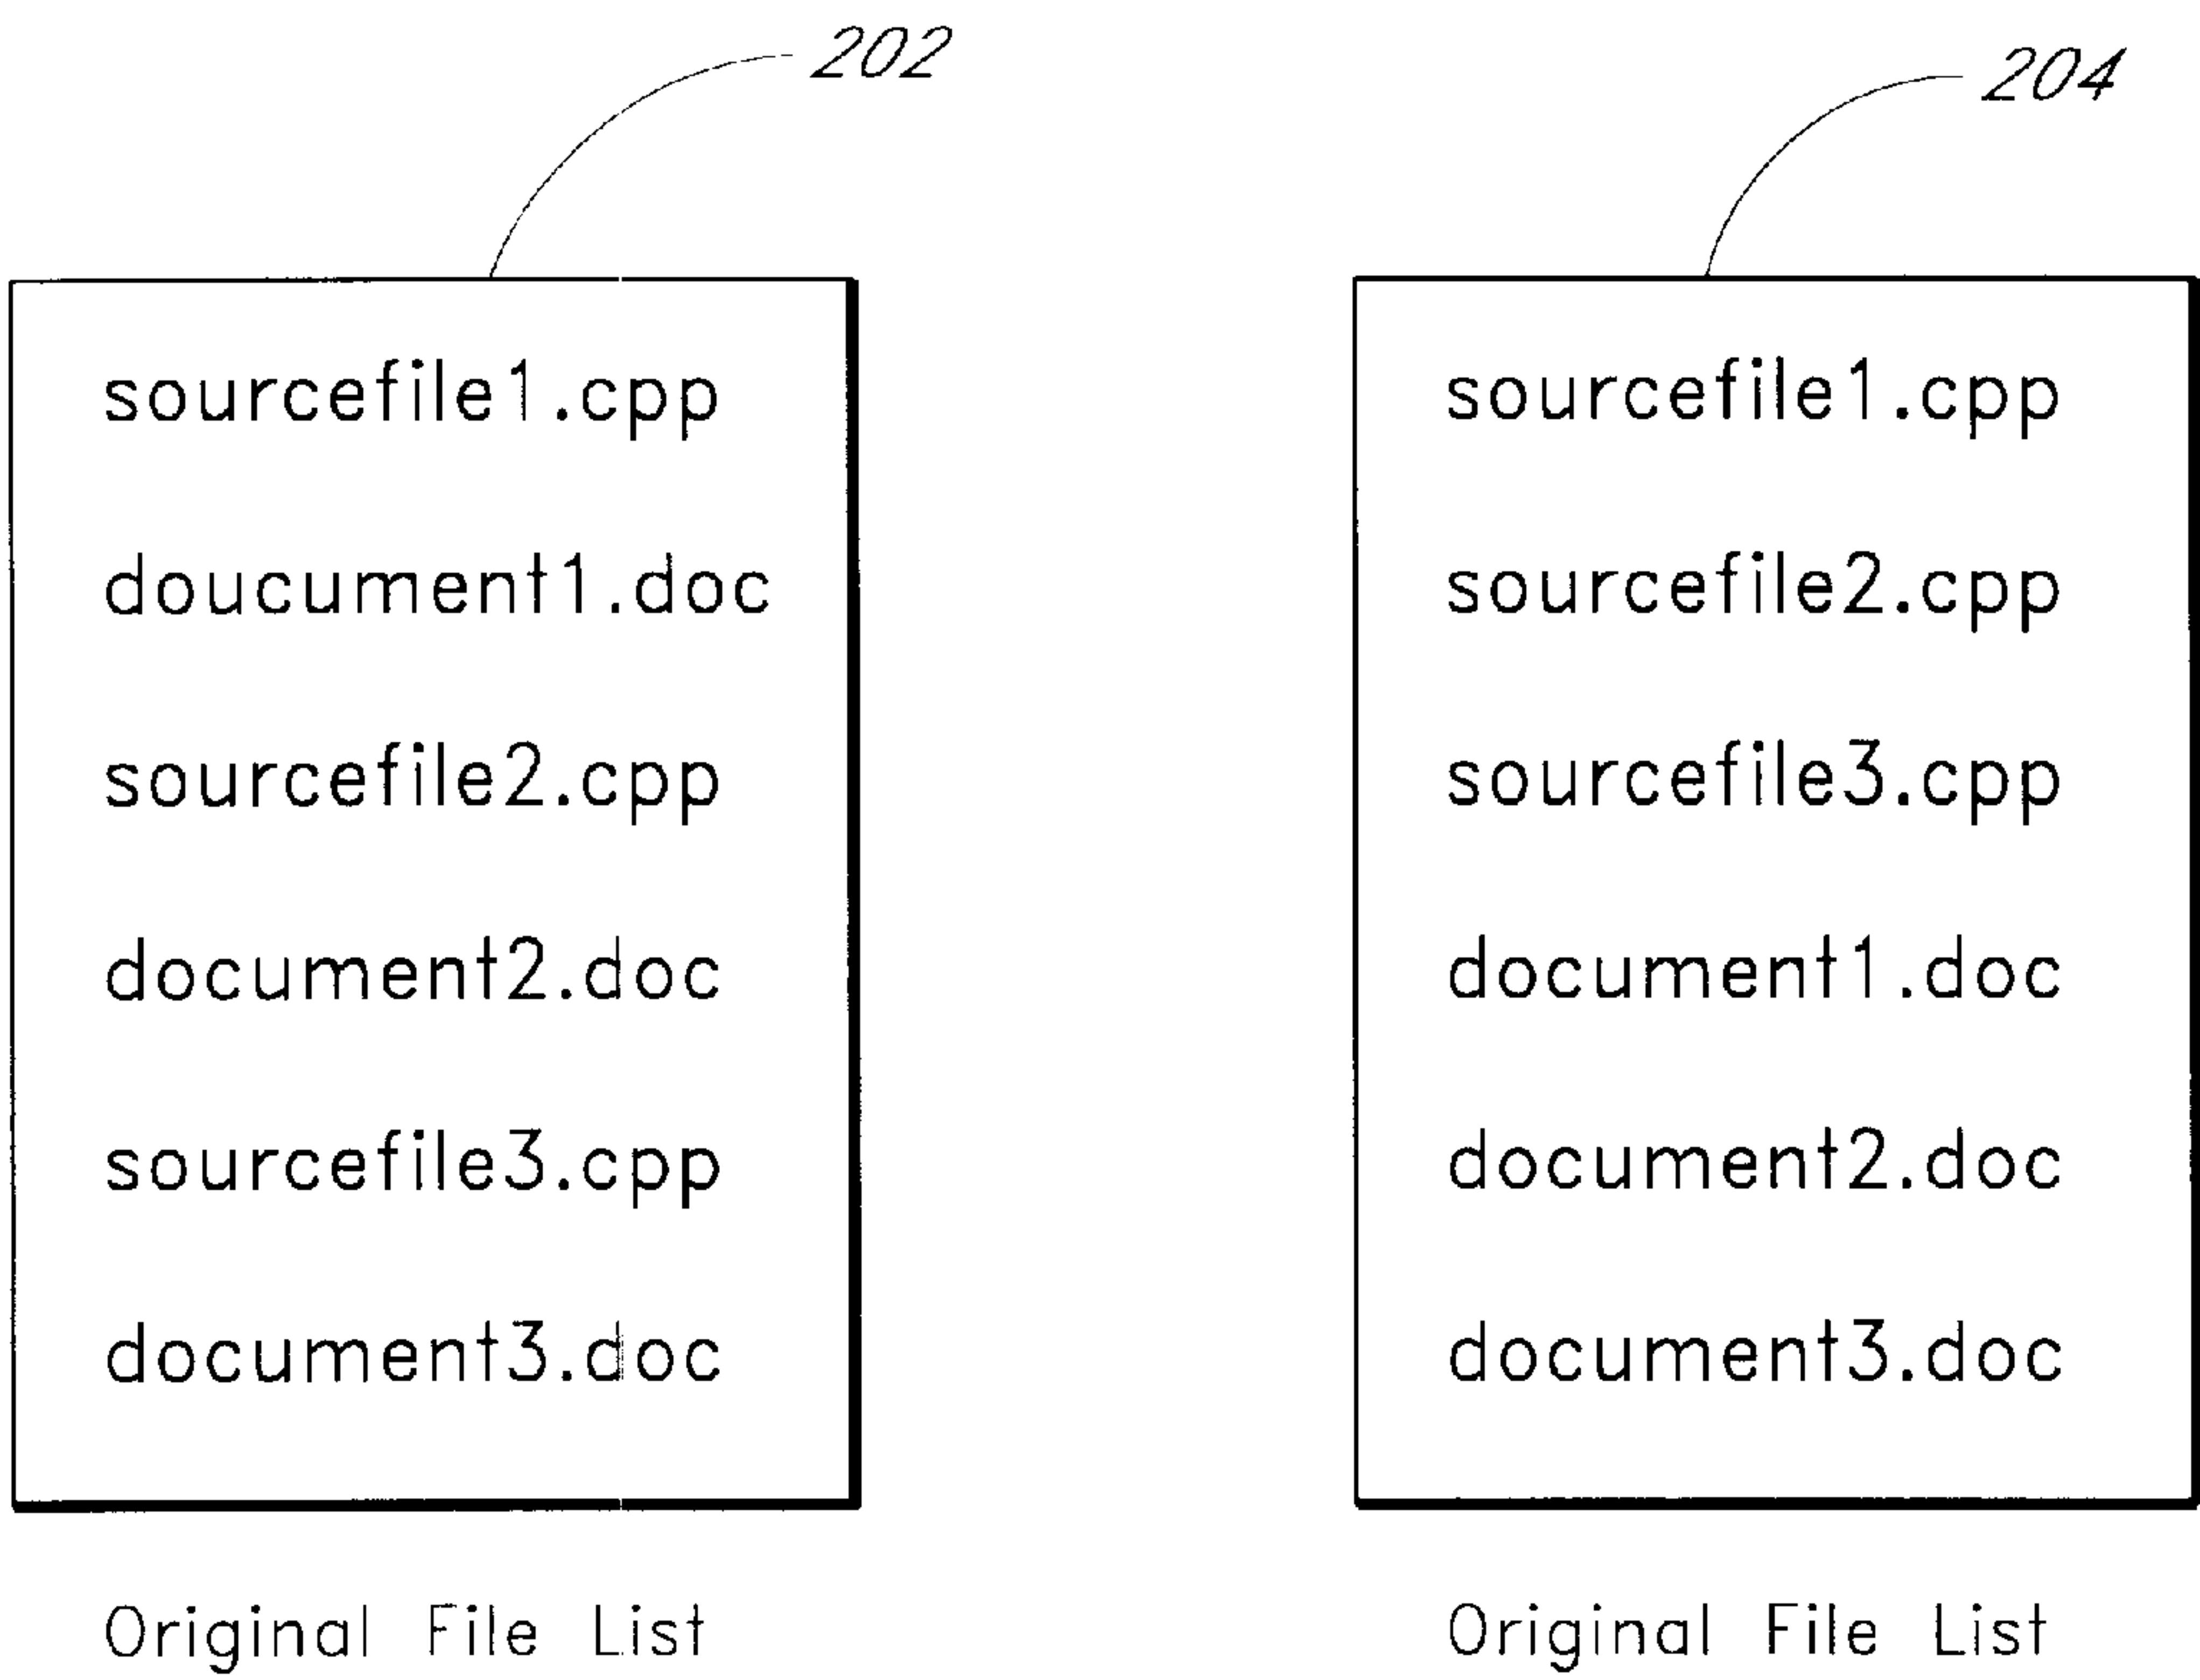 202
sourcefile1.cpp
doucument1.doc
sourcefile2.cpp
document2.doc
sourcefile3.cpp
document3.doc
Original File List
204
sourcefile1.cpp
sourcefile2.cpp
sourcefile3.cpp
document1.doc
document2.doc
document3.doc
Original File List